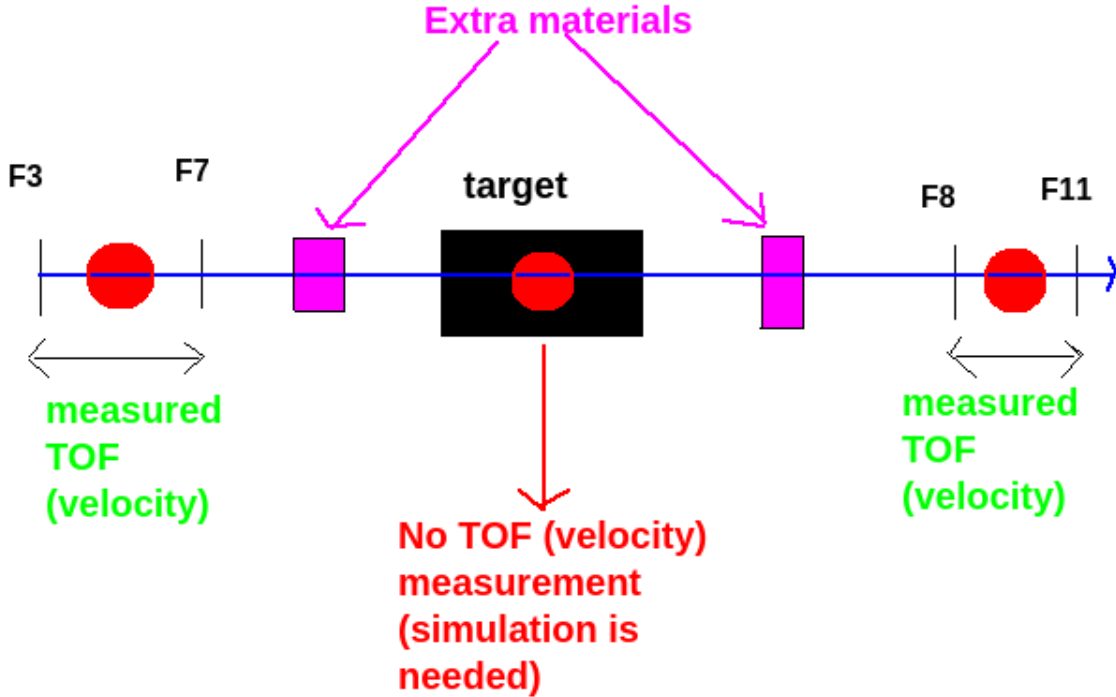 Extra materials
F3
F7
target
F8
F11
measured
TOF
(velocity)
measured
TOF
(velocity)
No TOF (velocity)
measurement
(simulation is
needed)